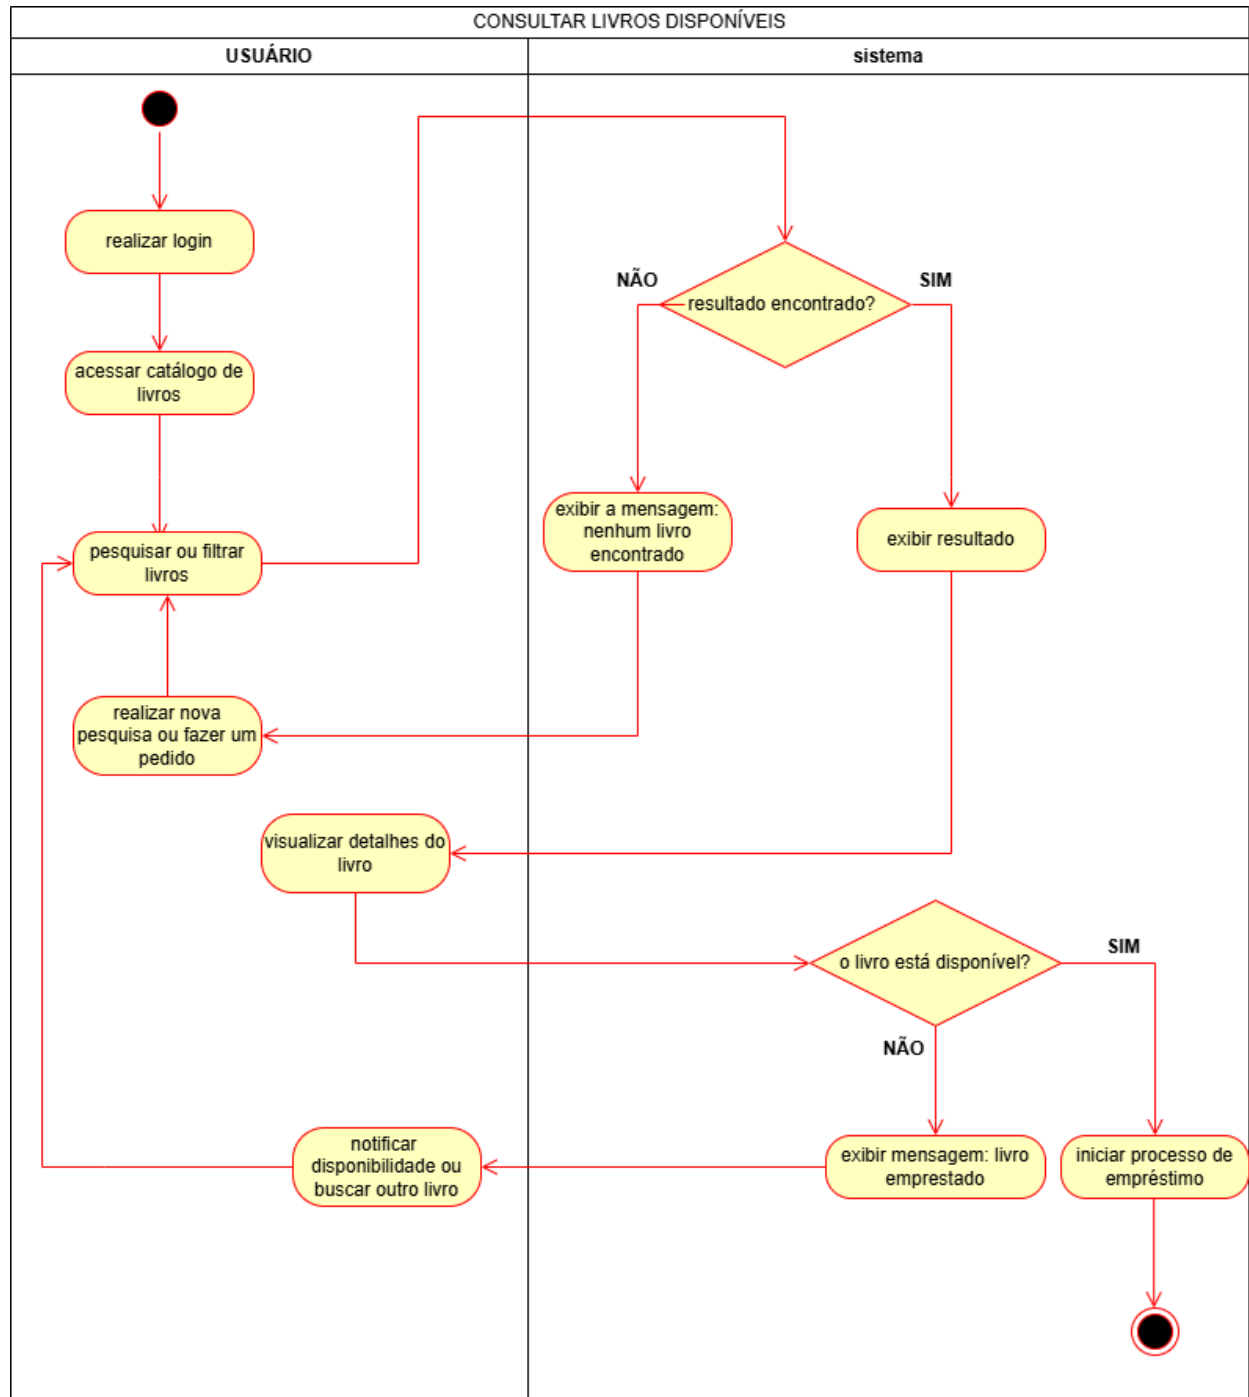 CONSULTAR LIVROS DISPONÍVEIS
USUÁRIO
sistema
realizar login
NÃO
SIM
resultado encontrado?
acessar catálogo de
livros
exibir a mensagem:
nenhum livro
encontrado
exibir resultado
pesquisar ou filtrar
livros
realizar nova
pesquisa ou fazer um
pedido
visualizar detalhes do
livro
o livro está disponível?
SIM
NÃO
notificar
disponibilidade ou
buscar outro livro
exibir mensagem: livro
emprestado
iniciar processo de
empréstimo